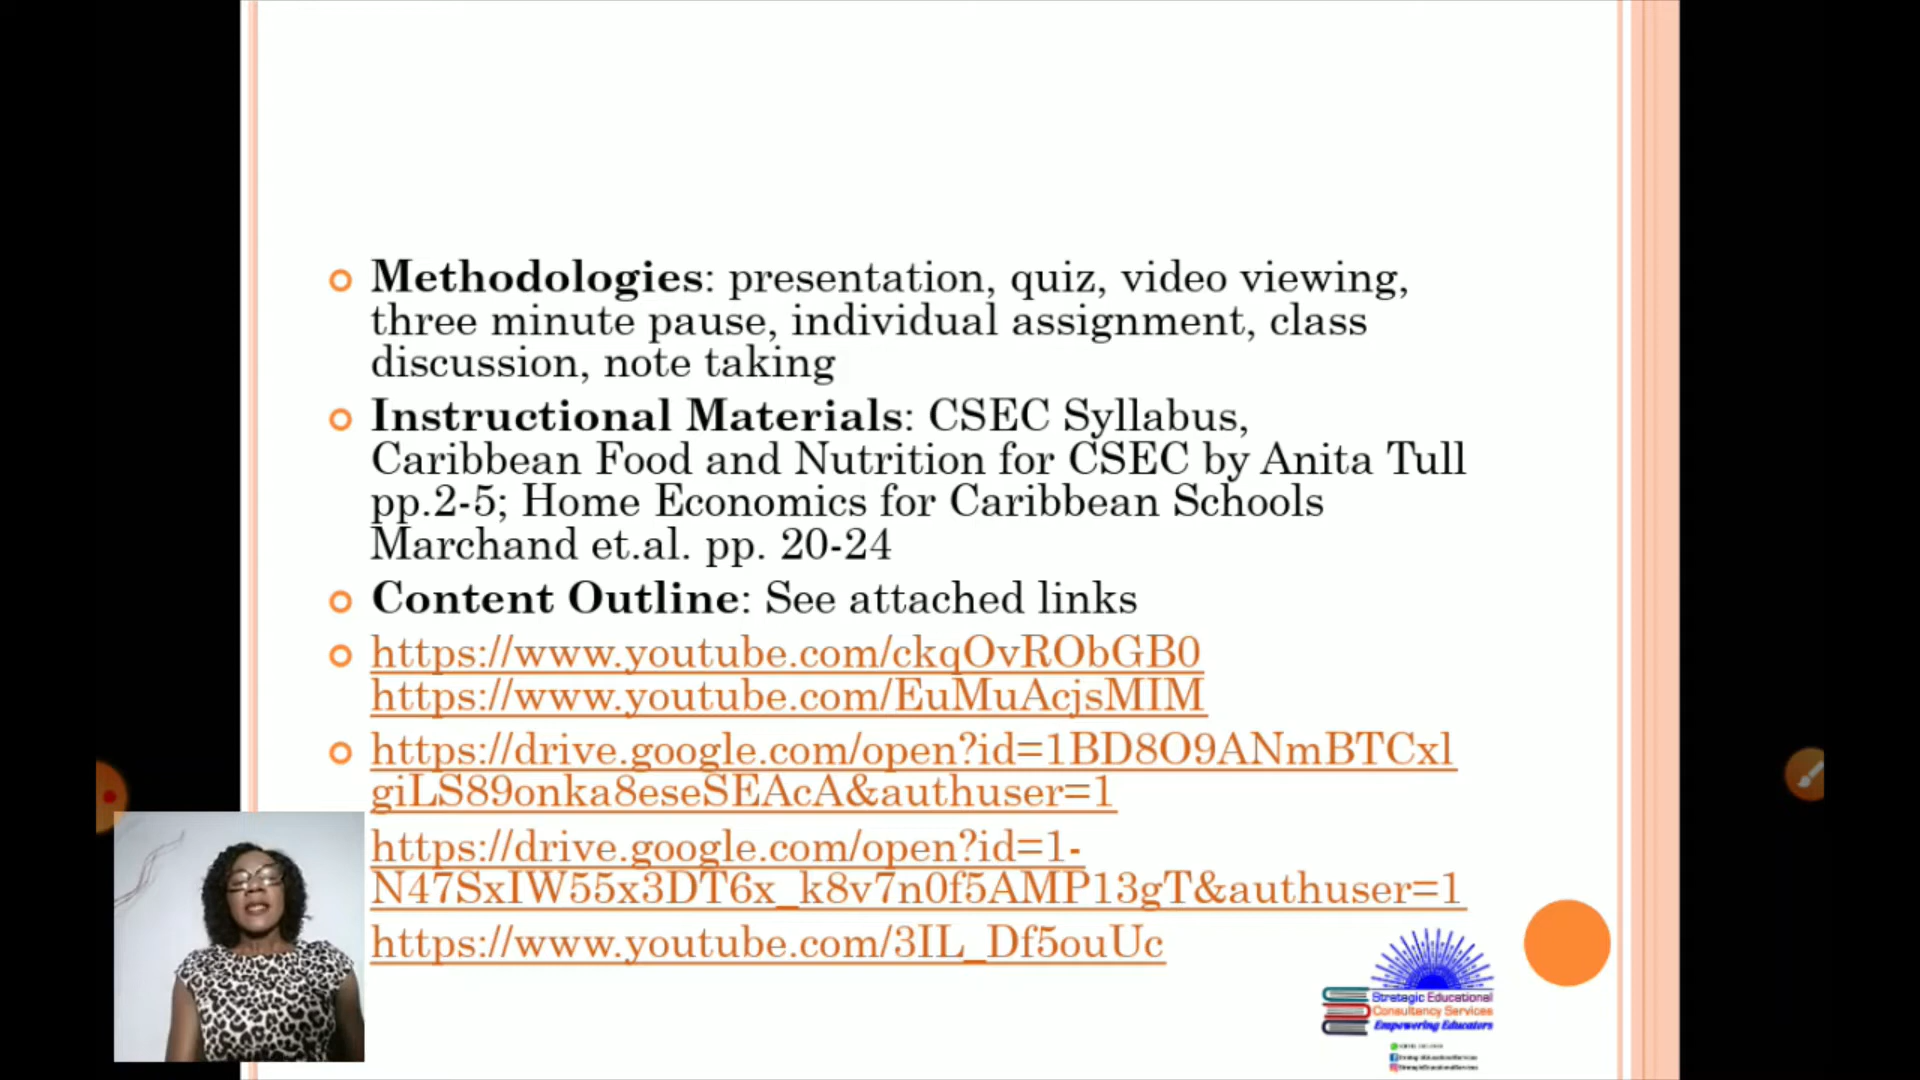 Methodologies: presentation, quiz, video viewing,
three minute pause, individual assignment, class
discussion, note taking
Instructional Materials: CSEC Syllabus,
Caribbean Food and Nutrition for CSEC by Anita Tull
pp.2-5; Home Economics for Caribbean Schools
Marchand et.al. pp. 20-24
Content Outline: See attached links
https://www.youtube.com/ckqOvRObGB0
https://www.youtube.com/EuMuAcjsMIM
https://drive.google.com/open?id=1BD8O9ANmBTCxl
giLS89onka8eseSEAcA&authuser=1
https://drive.google.com/open?id=1-
N47SxIW55x3DT6x_k8v7n0f5AMP13gT&authuser=1
https://www.youtube.com/3IL_Df5ouUc
Strategic Educational
Consultency Services
Empowering Educators